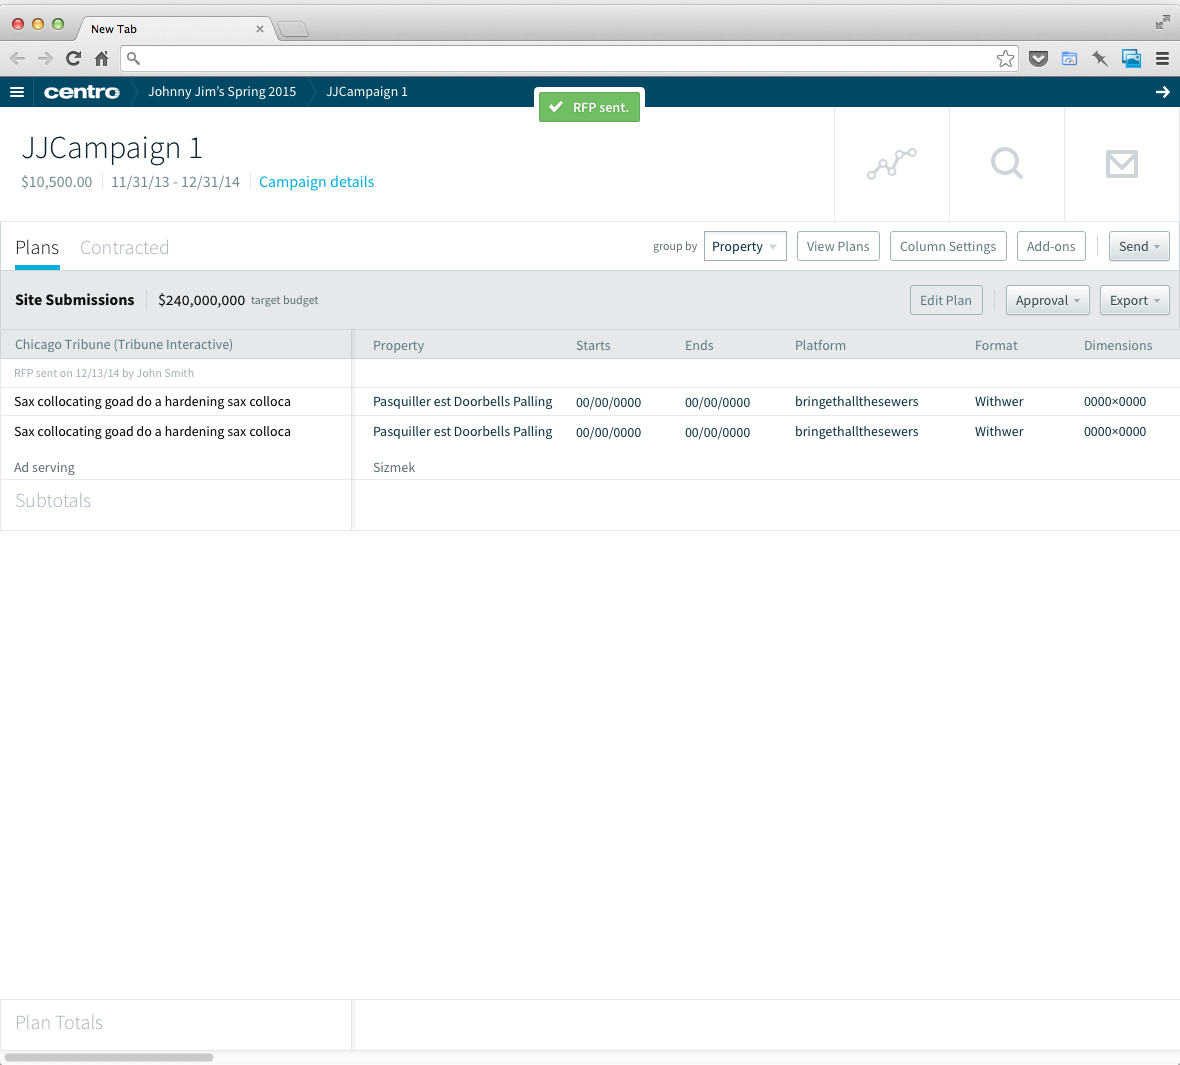 New Tab
centro Johnny Jim's Spring 2015 JJCampaign 1
RFP sent.
JJCampaign 1
$10,500.00 11/31/13 - 12/31/14 Campaign details
Plans Contracted group by Property View Plans Column Settings Add-ons Send
Site Submissions $240,000,000 target budget Edit Plan Approval Export
Chicago Tribune (Tribune Interactive) Property Starts Ends Platform Format Dimensions
RFP sent on 12/13/14 by John Smith
Sax collocating goad do a hardening sax colloca Pasquiller est Doorbells Palling 00/00/0000 00/00/0000 bringethallthesewers Withwer 0000×0000
Sax collocating goad do a hardening sax colloca Pasquiller est Doorbells Palling 00/00/0000 00/00/0000 bringethallthesewers Withwer 0000×0000
Ad serving Sizmek
Subtotals
Plan Totals